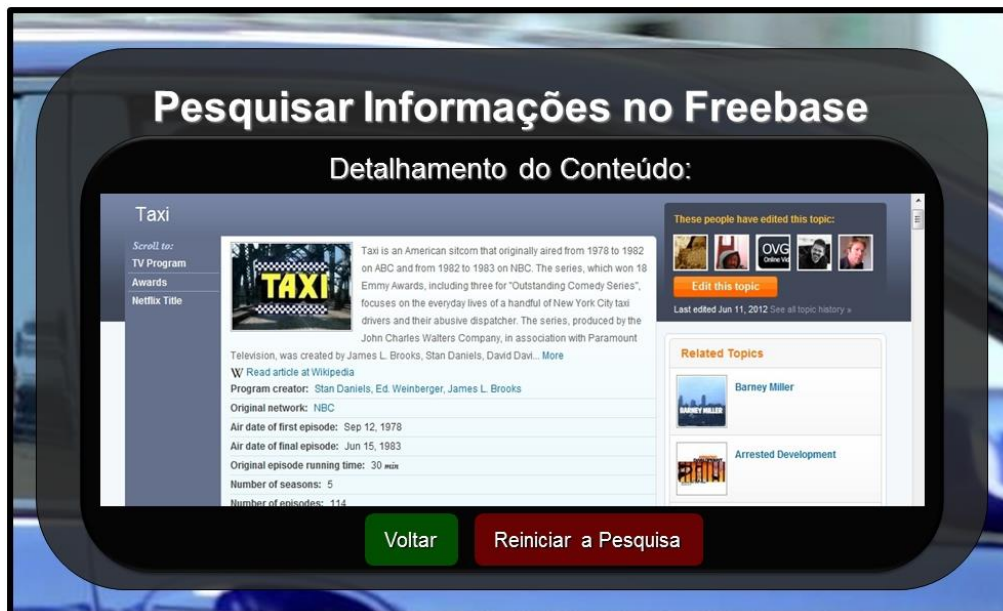 Pesquisar Informações no Freebase
Detalhamento do Conteúdo:
Taxi
Scroll to:
TV Program
Awards
Netflix Title
TAXI
Taxi is an American sitcom that originally aired from 1978 to 1982
on ABC and from 1982 to 1983 on NBC. The series, which won 18
Emmy Awards, including three for "Outstanding Comedy Series",
focuses on the everyday lives of a handful of New York City taxi
drivers and their abusive dispatcher. The series, produced by the
John Charles Walters Company, in association with Paramount
Television, was created by James L. Brooks, Stan Daniels, David Davi... More
W Read article at Wikipedia
Program creator: Stan Daniels, Ed. Weinberger, James L. Brooks
Original network: NBC
Air date of first episode: Sep 12, 1978
Air date of final episode: Jun 15, 1983
Original episode running time: 30 min
Number of seasons: 5
Number of episodes: 114
These people have edited this topic:
OVG
Online Vid
Edit this topic
Last edited Jun 11, 2012 See all topic history »
Related Topics
BARNEY MILLER
Barney Miller
Arrested Development
Voltar
Reiniciar a Pesquisa